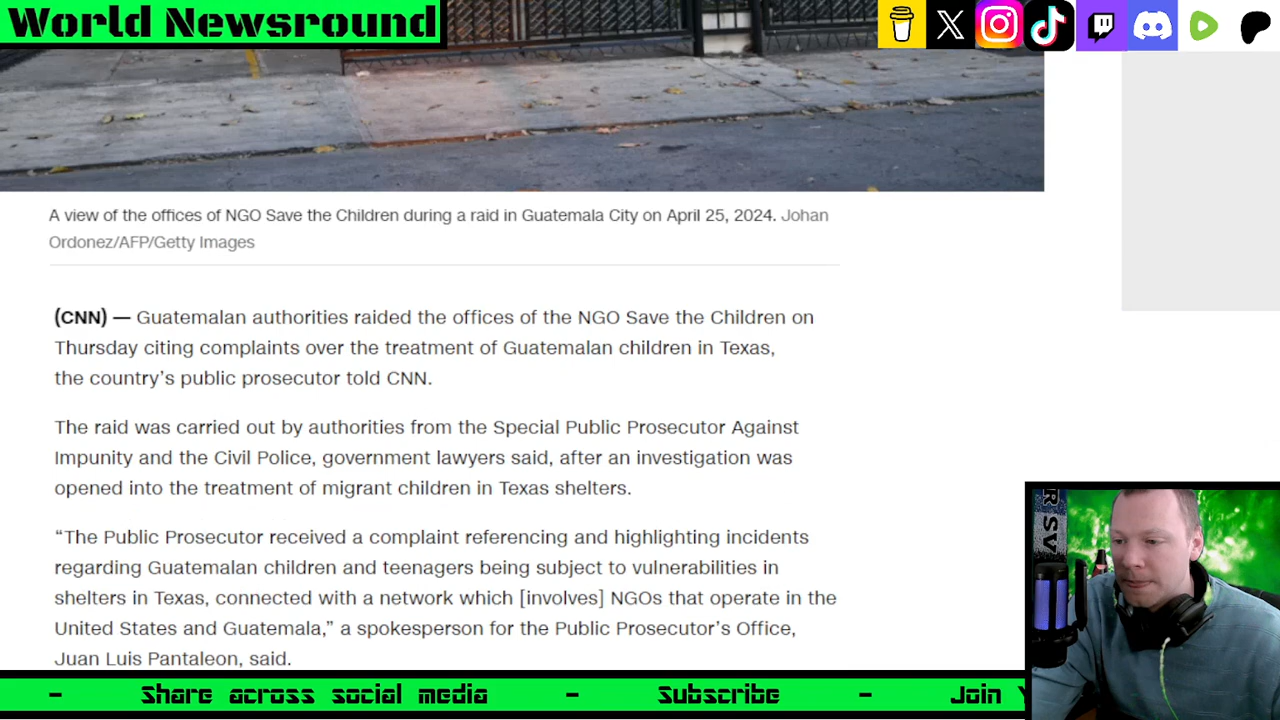 World Newsround
A view of the offices of NGO Save the Children during a raid in Guatemala City on April 25, 2024. Johan
Ordonez/AFP/Getty Images
(CNN) — Guatemalan authorities raided the offices of the NGO Save the Children on
Thursday citing complaints over the treatment of Guatemalan children in Texas,
the country’s public prosecutor told CNN.
The raid was carried out by authorities from the Special Public Prosecutor Against
Impunity and the Civil Police, government lawyers said, after an investigation was
opened into the treatment of migrant children in Texas shelters.
“The Public Prosecutor received a complaint referencing and highlighting incidents
regarding Guatemalan children and teenagers being subject to vulnerabilities in
shelters in Texas, connected with a network which [involves] NGOs that operate in the
United States and Guatemala,” a spokesperson for the Public Prosecutor’s Office,
Juan Luis Pantaleon, said.
- Share across social media - Subscribe - Join